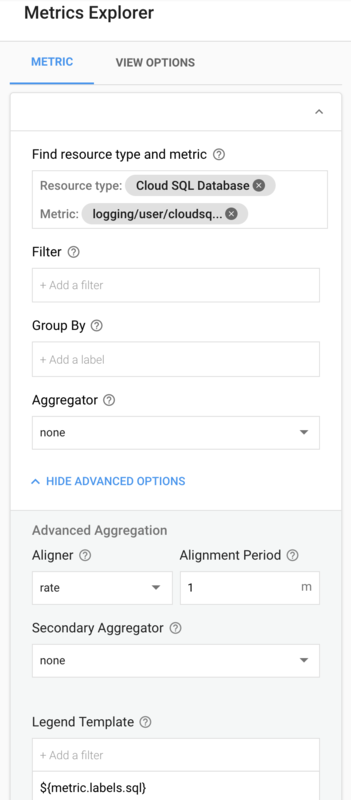 Metrics Explorer
METRIC VIEW OPTIONS
Find resource type and metric
Resource type: Cloud SQL Database
Metric: logging/user/cloudsq...
Filter
+ Add a filter
Group By
+ Add a label
Aggregator
none
HIDE ADVANCED OPTIONS
Advanced Aggregation
Aligner Alignment Period
rate 1 m
Secondary Aggregator
none
Legend Template
+ Add a filter
${metric.labels.sql}